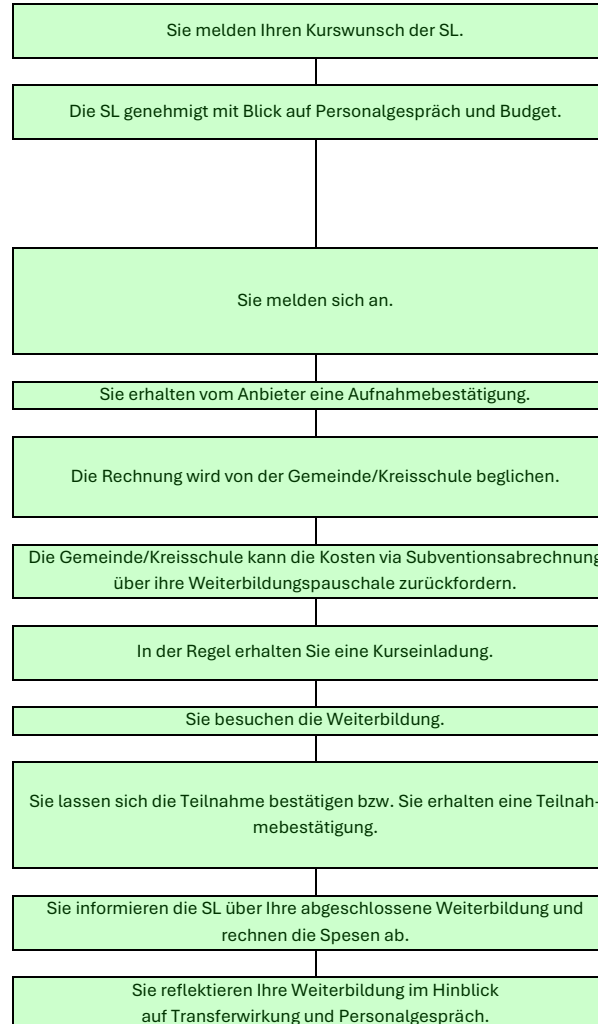 Sie melden Ihren Kurswunsch der SL.
Die SL genehmigt mit Blick auf Personalgespräch und Budget.
Sie melden sich an.
Sie erhalten vom Anbieter eine Aufnahmebestätigung.
Die Rechnung wird von der Gemeinde/Kreisschule beglichen.
Die Gemeinde/Kreisschule kann die Kosten via Subventionsabrechnung
über ihre Weiterbildungspauschale zurückfordern.
In der Regel erhalten Sie eine Kurseinladung.
Sie besuchen die Weiterbildung.
Sie lassen sich die Teilnahme bestätigen bzw. Sie erhalten eine Teilnah-
mebestätigung.
Sie informieren die SL über Ihre abgeschlossene Weiterbildung und
rechnen die Spesen ab.
Sie reflektieren Ihre Weiterbildung im Hinblick
auf Transferwirkung und Personalgespräch.